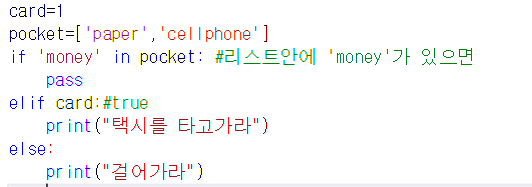 card=1
pocket=['paper','cellphone']
if 'money' in pocket: #리스트안에 'money'가 있으면
    pass
elif card:#true
    print("택시를 타고가라")
else:
    print("걸어가라")